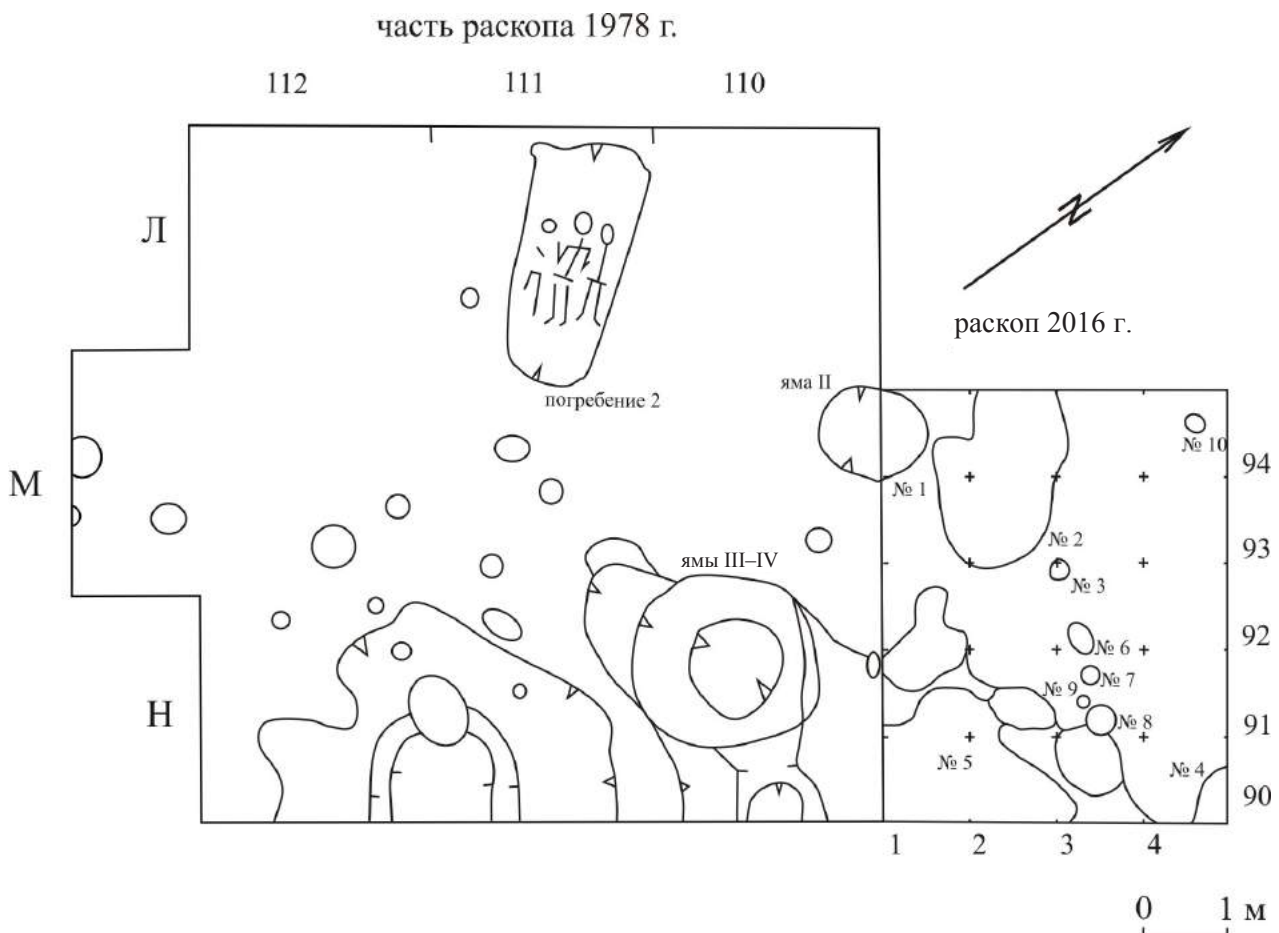 часть раскопа 1978 г.
112 111 110
Л
раскоп 2016 г.
яма II
погребение 2
№ 10
94
М
№ 1
№ 2
93
ямы III–IV
№ 3
92
№ 6
№ 9 № 7
Н
№ 8
91
№ 5 № 4
90
1 2 3 4
0 1 м